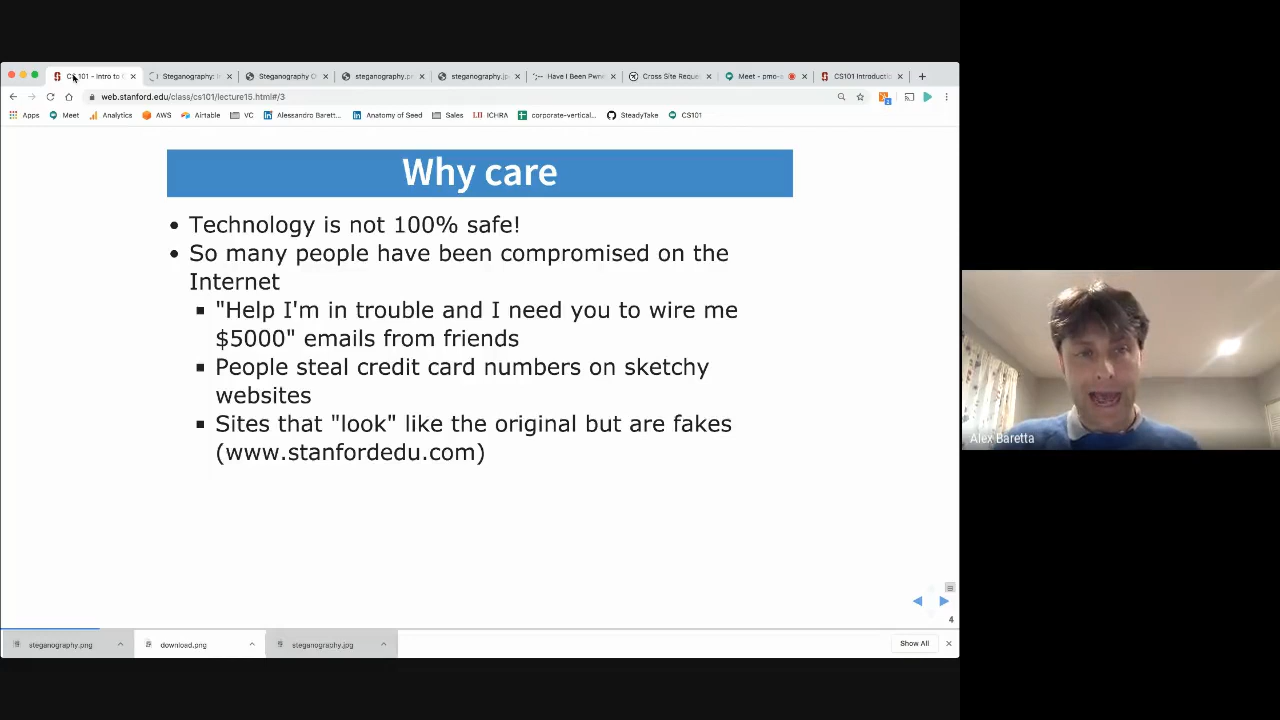 CS101 - Intro to
Steganography: I
Steganography O
steganography.p
steganography.j
Have I Been Pwn
Cross Site Reque
Meet - pmo-
CS101 Introducti
web.stanford.edu/class/cs101/lecture15.html#/3
Apps
Meet
Analytics
AWS
Airtable
VC
Alessandro Barett...
Anatomy of Seed
Sales
ICHRA
corporate-vertical...
SteadyTake
CS101
Why care
Technology is not 100% safe!
So many people have been compromised on the
Internet
"Help I'm in trouble and I need you to wire me
$5000" emails from friends
People steal credit card numbers on sketchy
websites
Sites that "look" like the original but are fakes
(www.stanfordedu.com)
4
steganography.png
download.png
steganography.jpg
Show All
Alex Baretta